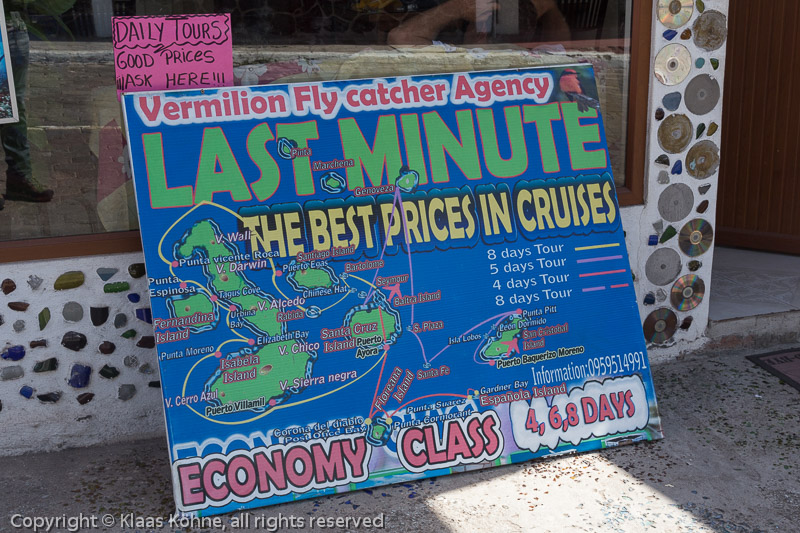 DAILY TOURS
GOOD PRICES
ASK HERE!!!
Vermilion Fly catcher Agency
LAST MINUTE
THE BEST PRICES IN CRUISES
8 days Tour
5 days Tour
4 days Tour
8 days Tour
Pinta
Marchena
Genoveza
V. Wall
Punta Vicente Roca
V. Darwin
Santiago Island
Puerto Egas
Bartolome
Punta Espinosa
Tagus Cove
Chinese Hat
Seymour
Baltra Island
Fernandina Island
Urbina Bay
V. Alcedo
Rabida
Santa Cruz Island
S. Plaza
Elizabeth Bay
Punta Moreno
V. Chico
Puerto Ayora
Isabela Island
Santa Fe
V. Sierra negra
V. Cerro Azul
Puerto Villamil
Floreana Island
Isla Lobos
Punta Pitt
Leon Dormido
San Cristobal Island
Puerto Baquerizo Moreno
Information:0959514991
Gardner Bay
Española Island
Punta Suarez
Punta Cormorant
Corona del diablo
Post Office Bay
4, 6,8 DAYS
ECONOMY CLASS
Copyright © Klaas Köhne, all rights reserved